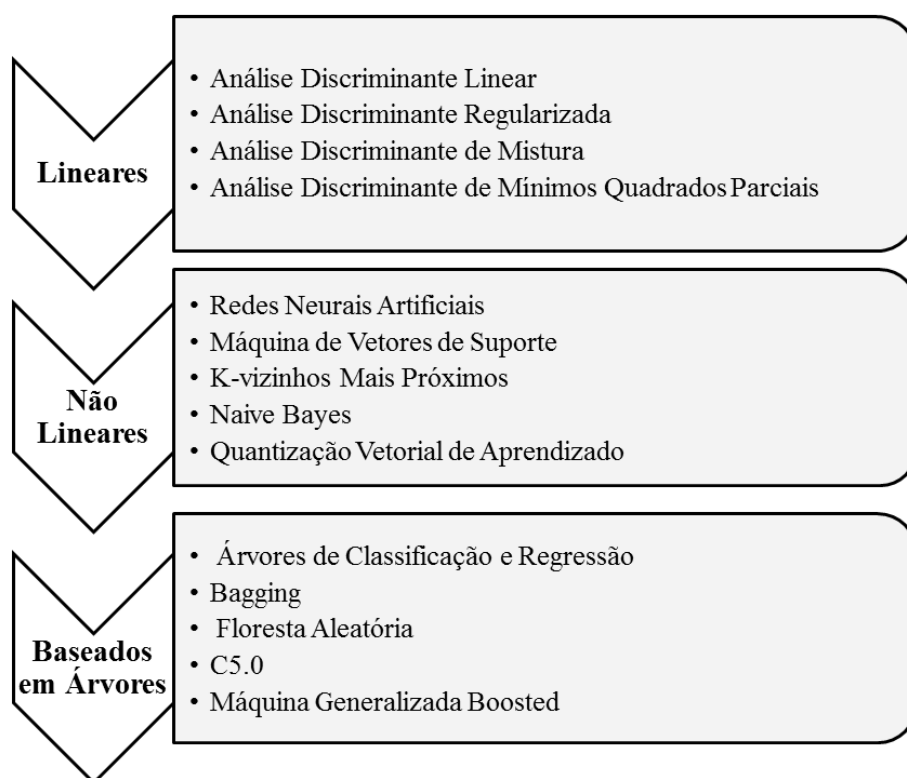 Lineares
• Análise Discriminante Linear
• Análise Discriminante Regularizada
• Análise Discriminante de Mistura
• Análise Discriminante de Mínimos Quadrados Parciais
Não
Lineares
• Redes Neurais Artificiais
• Máquina de Vetores de Suporte
• K-vizinhos Mais Próximos
• Naive Bayes
• Quantização Vetorial de Aprendizado
Baseados
em Árvores
• Árvores de Classificação e Regressão
• Bagging
• Floresta Aleatória
• C5.0
• Máquina Generalizada Boosted